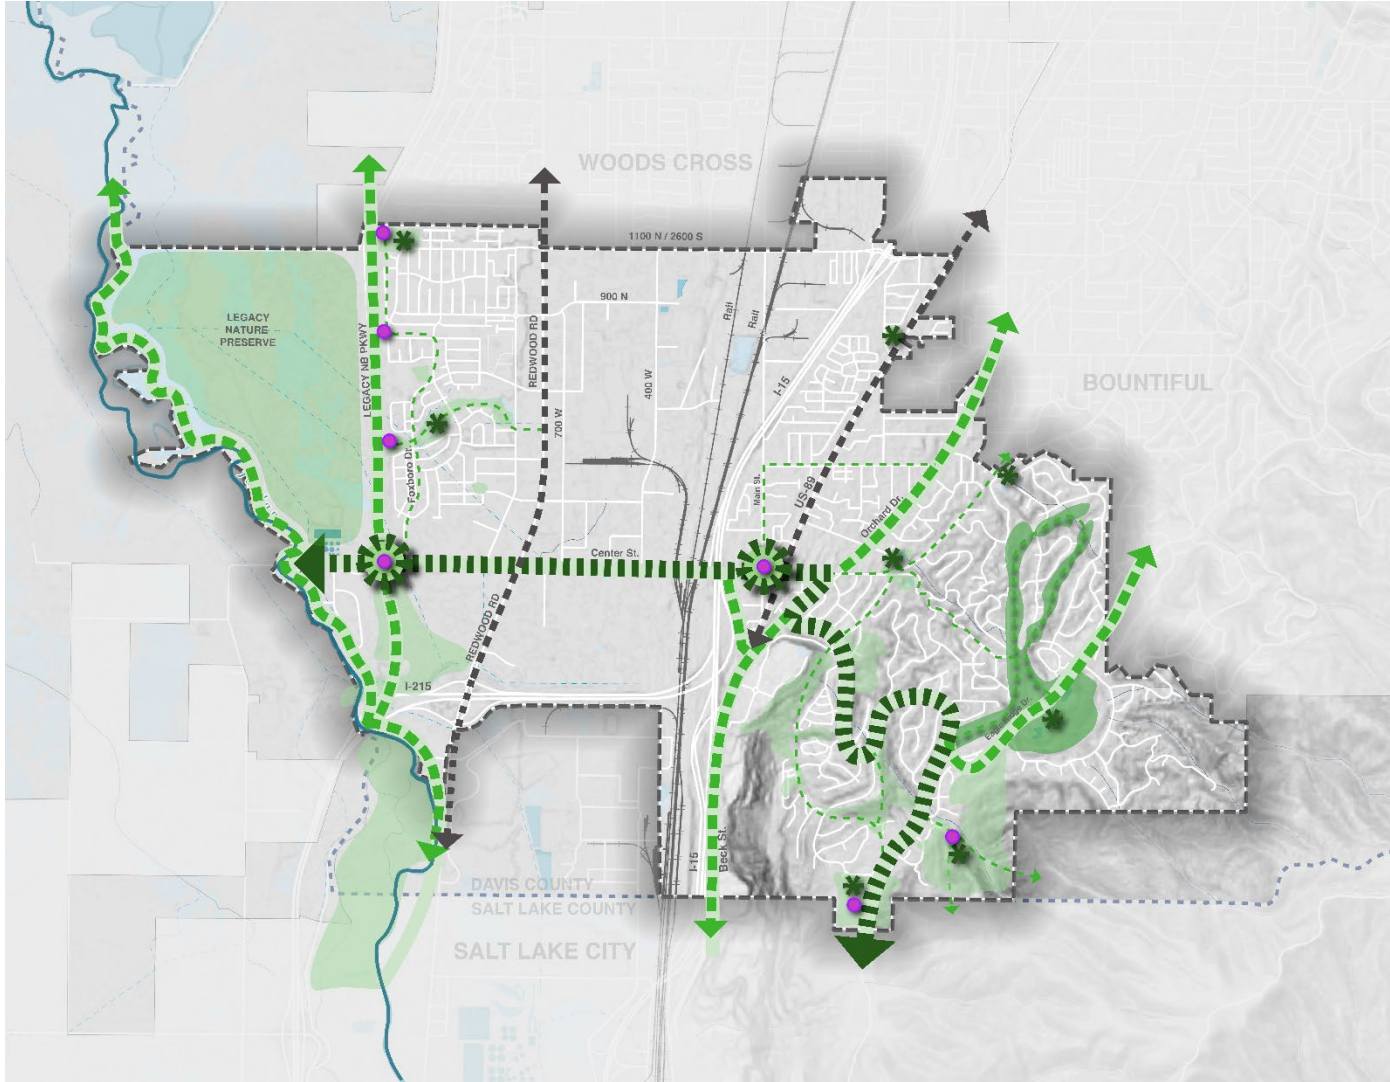 WOODS CROSS
1100 N / 2600 S
900 N
LEGACY
NATURE
PRESERVE
LEGACY NB PKWY
REDWOOD RD
700 W
400 W
Rail
Rail
I-15
BOUNTIFUL
Foxboro Dr.
Main St.
US-89
Orchard Dr.
Center St.
REDWOOD RD
I-215
I-15
Beck St.
DAVIS COUNTY
SALT LAKE COUNTY
SALT LAKE CITY